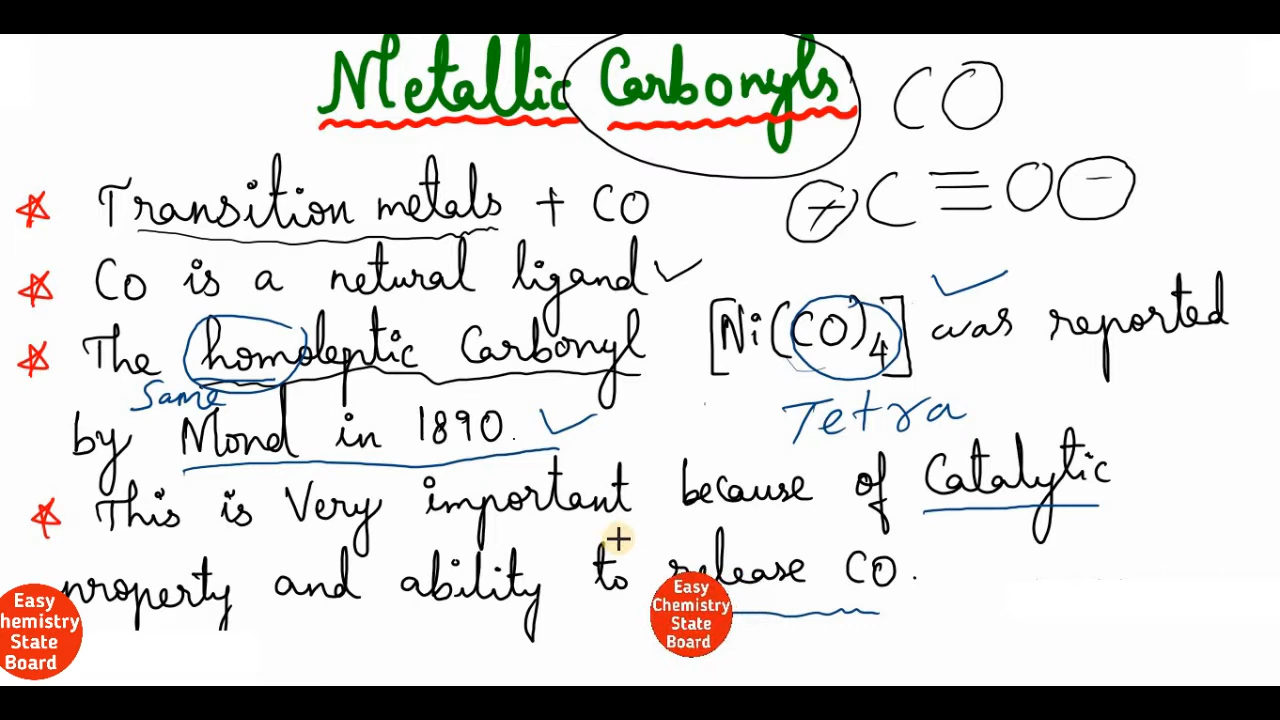 Metallic Carbonyls
CO
☆ Transition metals + CO
⊕ C ≡ O ⊖
☆ CO is a netural ligand ✓
☆ The homoleptic Carbonyl [Ni(CO)4] ✓ was reported
Same
Tetra
by Mond in 1890. ✓
☆ This is Very important because of Catalytic
property and ability to release CO.
Easy
Chemistry
State
Board
Easy
Chemistry
State
Board